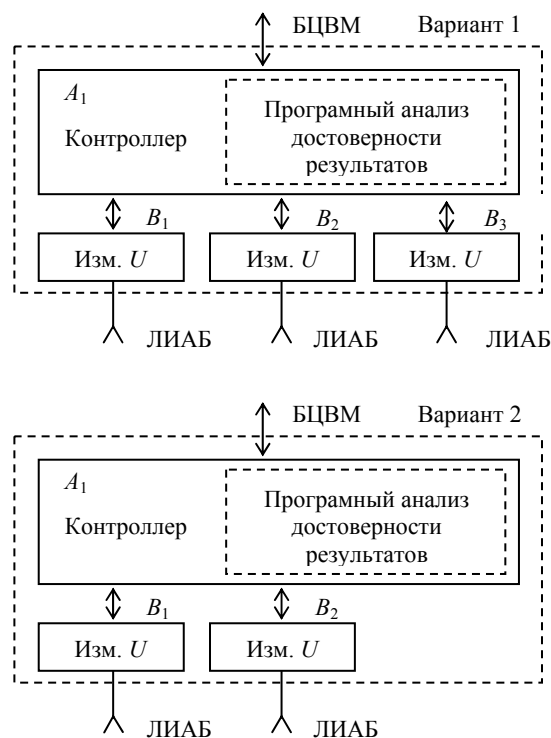 БЦВМ Вариант 1
A1
Контроллер
Програмный анализ
достоверности
результатов
B1 B2 B3
Изм. U Изм. U Изм. U
ЛИАБ ЛИАБ ЛИАБ
БЦВМ Вариант 2
A1
Контроллер
Програмный анализ
достоверности
результатов
B1 B2
Изм. U Изм. U
ЛИАБ ЛИАБ